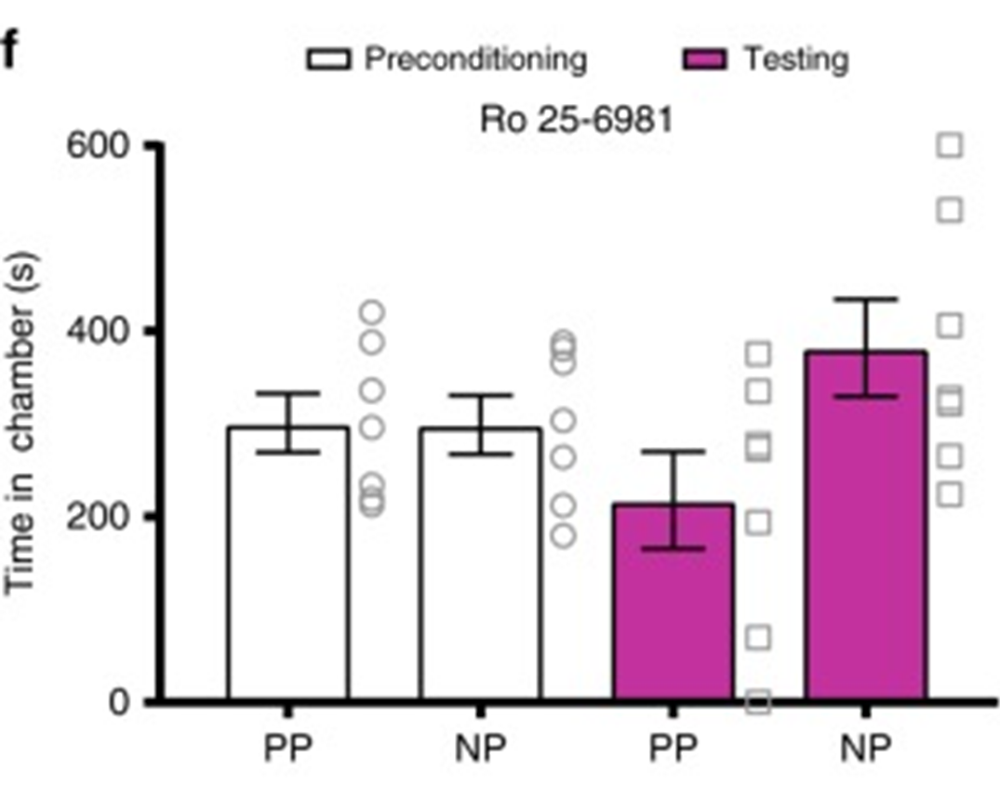 f
Preconditioning Testing
Ro 25-6981
600
400
200
0
Time in chamber (s)
PP NP PP NP